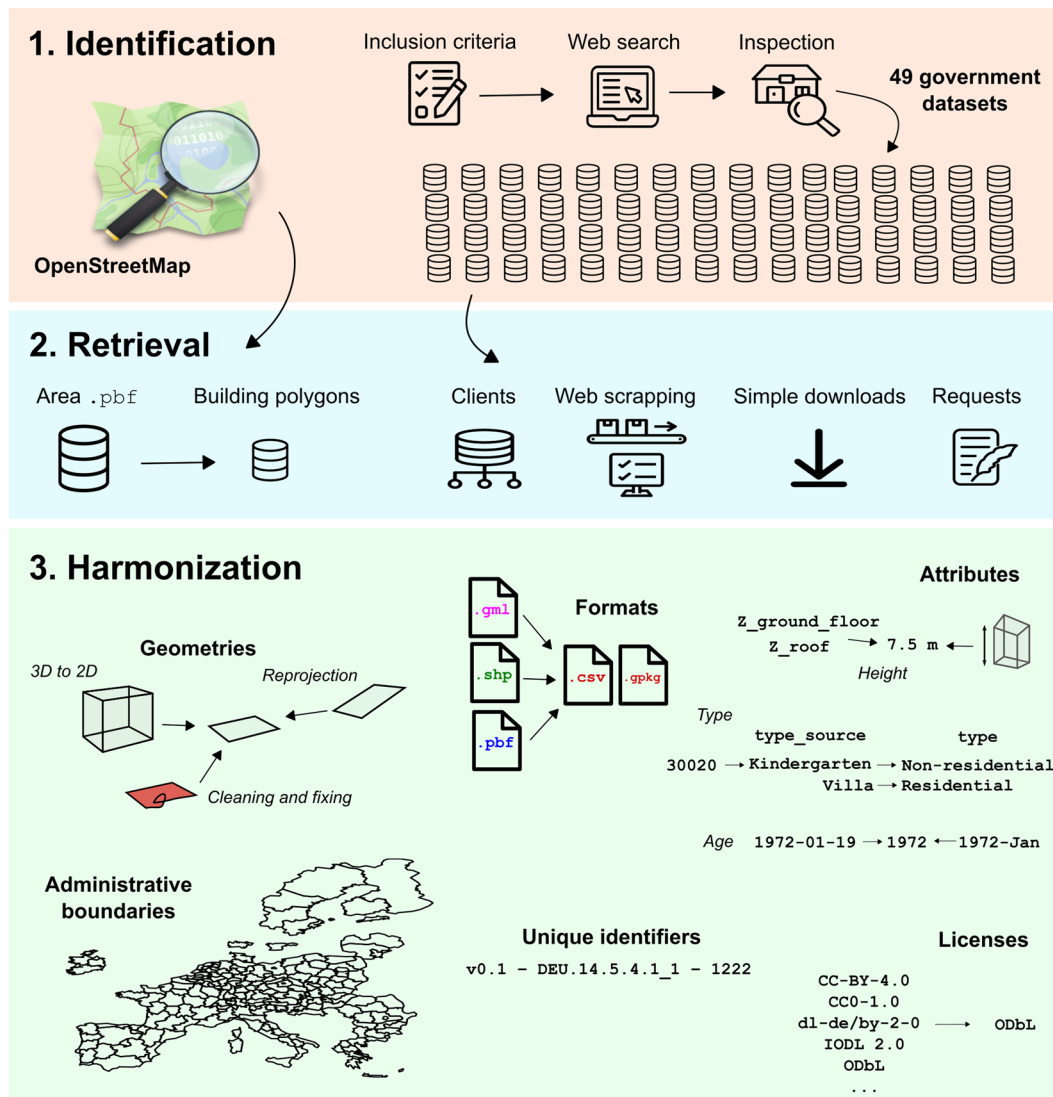 1. Identification
Inclusion criteria
Web search
Inspection
49 government
datasets
011010
OpenStreetMap
2. Retrieval
Area .pbf
Building polygons
Clients
Web scrapping
Simple downloads
Requests
3. Harmonization
Geometries
3D to 2D
Reprojection
Cleaning and fixing
Formats
.gml
.shp
.pbf
.csv
.gpkg
Attributes
Z_ground_floor
Z_roof
7.5 m
Height
Type
type_source
type
30020
Kindergarten
Non-residential
Villa
Residential
Age
1972-01-19
1972
1972-Jan
Administrative
boundaries
Unique identifiers
v0.1 – DEU.14.5.4.1_1 – 1222
Licenses
CC-BY-4.0
CC0-1.0
dl-de/by-2-0
ODbL
IODL 2.0
ODbL
...